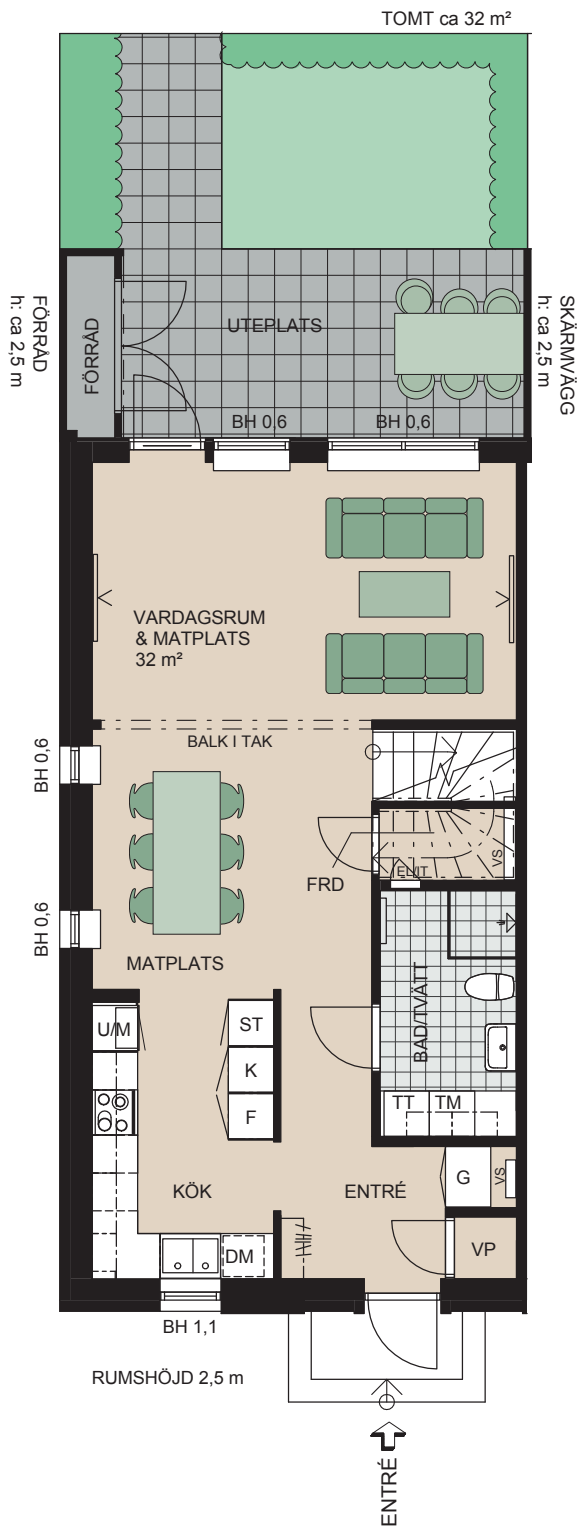 TOMT ca 32 m²
FÖRRÅD
h: ca 2,5 m
FÖRRÅD
UTEPLATS
SKÄRMVÄGG
h: ca 2,5 m
BH 0,6
BH 0,6
VARDAGSRUM
& MATPLATS
32 m²
BALK I TAK
BH 0,6
FRD
EL/IT
VS
BH 0,6
MATPLATS
BAD/TVÄTT
U/M
ST
K
F
TT
TM
KÖK
ENTRÉ
G
VS
VP
DM
BH 1,1
RUMSHÖJD 2,5 m
ENTRÉ